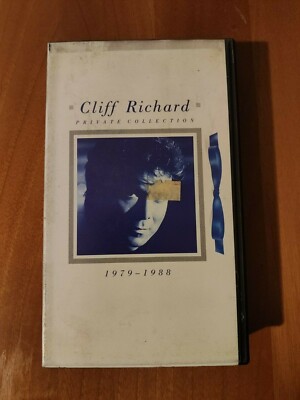 Cliff Richard
PRIVATE COLLECTION
1979-1988